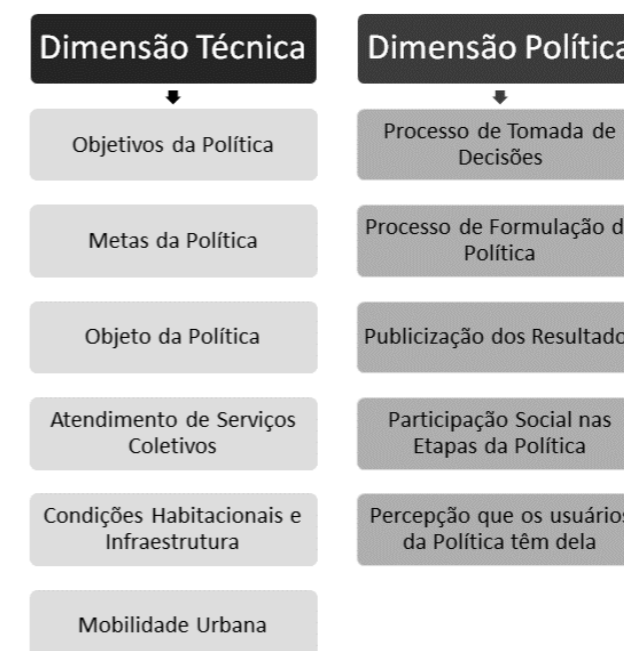 Dimensão Técnica
Objetivos da Política
Metas da Política
Objeto da Política
Atendimento de Serviços
Coletivos
Condições Habitacionais e
Infraestrutura
Mobilidade Urbana
Dimensão Política
Processo de Tomada de
Decisões
Processo de Formulação d
Política
Publicização dos Resultado
Participação Social nas
Etapas da Política
Percepção que os usuários
da Política têm dela